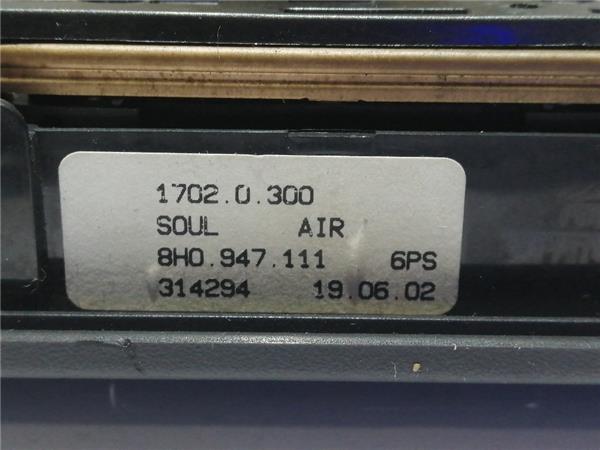 1702.0.300
SOUL AIR
8H0.947.111 6PS
314294 19.06.02